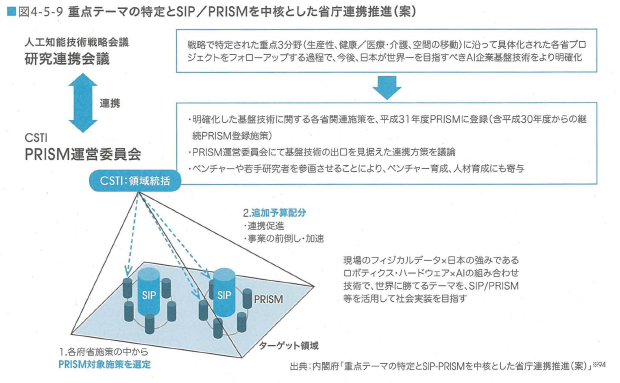 ■図4-5-9 重点テーマの特定とSIP／PRISMを中核とした省庁連携推進（案）
人工知能技術戦略会議
研究連携会議
戦略で特定された重点3分野（生産性、健康／医療・介護、空間の移動）に沿って具体化された各省プロ
ジェクトをフォローアップする過程で、今後、日本が世界一を目指すべきAI企業基盤技術をより明確化
連携
CSTI
PRISM運営委員会
・明確化した基盤技術に関する各省関連施策を、平成31年度PRISMに登録（含平成30年度からの継
続PRISM登録施策）
・PRISM運営委員会にて基盤技術の出口を見据えた連携方策を議論
・ベンチャーや若手研究者を参画させることにより、ベンチャー育成、人材育成にも寄与
CSTI：領域統括
2.追加予算配分
・連携促進
・事業の前倒し・加速
SIP
SIP
PRISM
ターゲット領域
現場のフィジカルデータ×日本の強みである
ロボティクス・ハードウェア×AIの組み合わせ
技術で、世界に勝てるテーマを、SIP/PRISM
等を活用して社会実装を目指す
1.各府省施策の中から
PRISM対象施策を選定
出典：内閣府「重点テーマの特定とSIP-PRISMを中核とした省庁連携推進（案）」※94